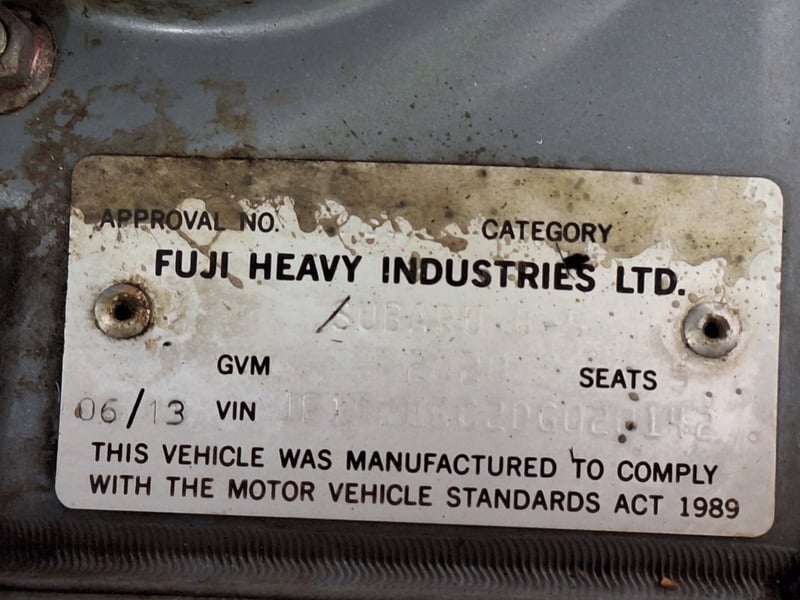 APPROVAL NO. CATEGORY
FUJI HEAVY INDUSTRIES LTD.
SUBARU
GVM SEATS
06/13 VIN
THIS VEHICLE WAS MANUFACTURED TO COMPLY
WITH THE MOTOR VEHICLE STANDARDS ACT 1989